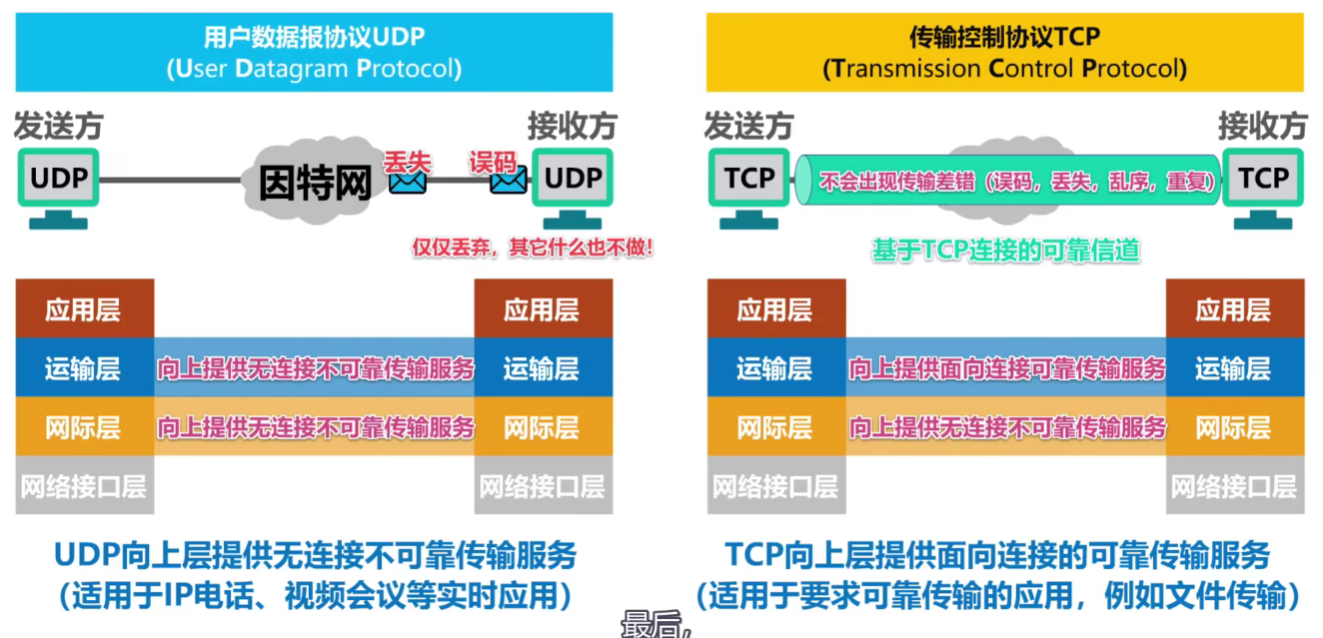 用户数据报协议UDP
(User Datagram Protocol)
发送方
接收方
UDP
因特网
丢失
误码
UDP
仅仅丢弃，其它什么也不做！
应用层
应用层
运输层
向上提供无连接不可靠传输服务
运输层
网际层
向上提供无连接不可靠传输服务
网际层
网络接口层
网络接口层
UDP向上层提供无连接不可靠传输服务
（适用于IP电话、视频会议等实时应用）
传输控制协议TCP
(Transmission Control Protocol)
发送方
接收方
TCP
不会出现传输差错（误码，丢失，乱序，重复）
TCP
基于TCP连接的可靠信道
应用层
应用层
运输层
向上提供面向连接可靠传输服务
运输层
网际层
向上提供无连接不可靠传输服务
网际层
网络接口层
网络接口层
TCP向上层提供面向连接的可靠传输服务
（适用于要求可靠传输的应用，例如文件传输）
最后，